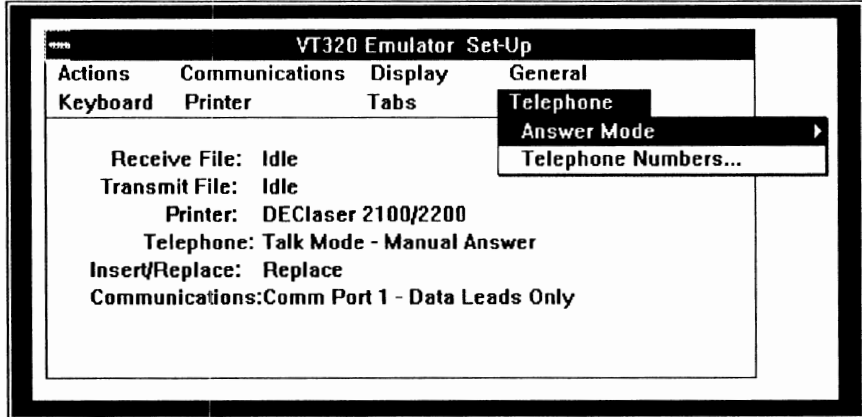 VT320 Emulator Set-Up
Actions Communications Display General
Keyboard Printer Tabs Telephone
Answer Mode
Telephone Numbers...
Receive File: Idle
Transmit File: Idle
Printer: DEClaser 2100/2200
Telephone: Talk Mode - Manual Answer
Insert/Replace: Replace
Communications:Comm Port 1 - Data Leads Only